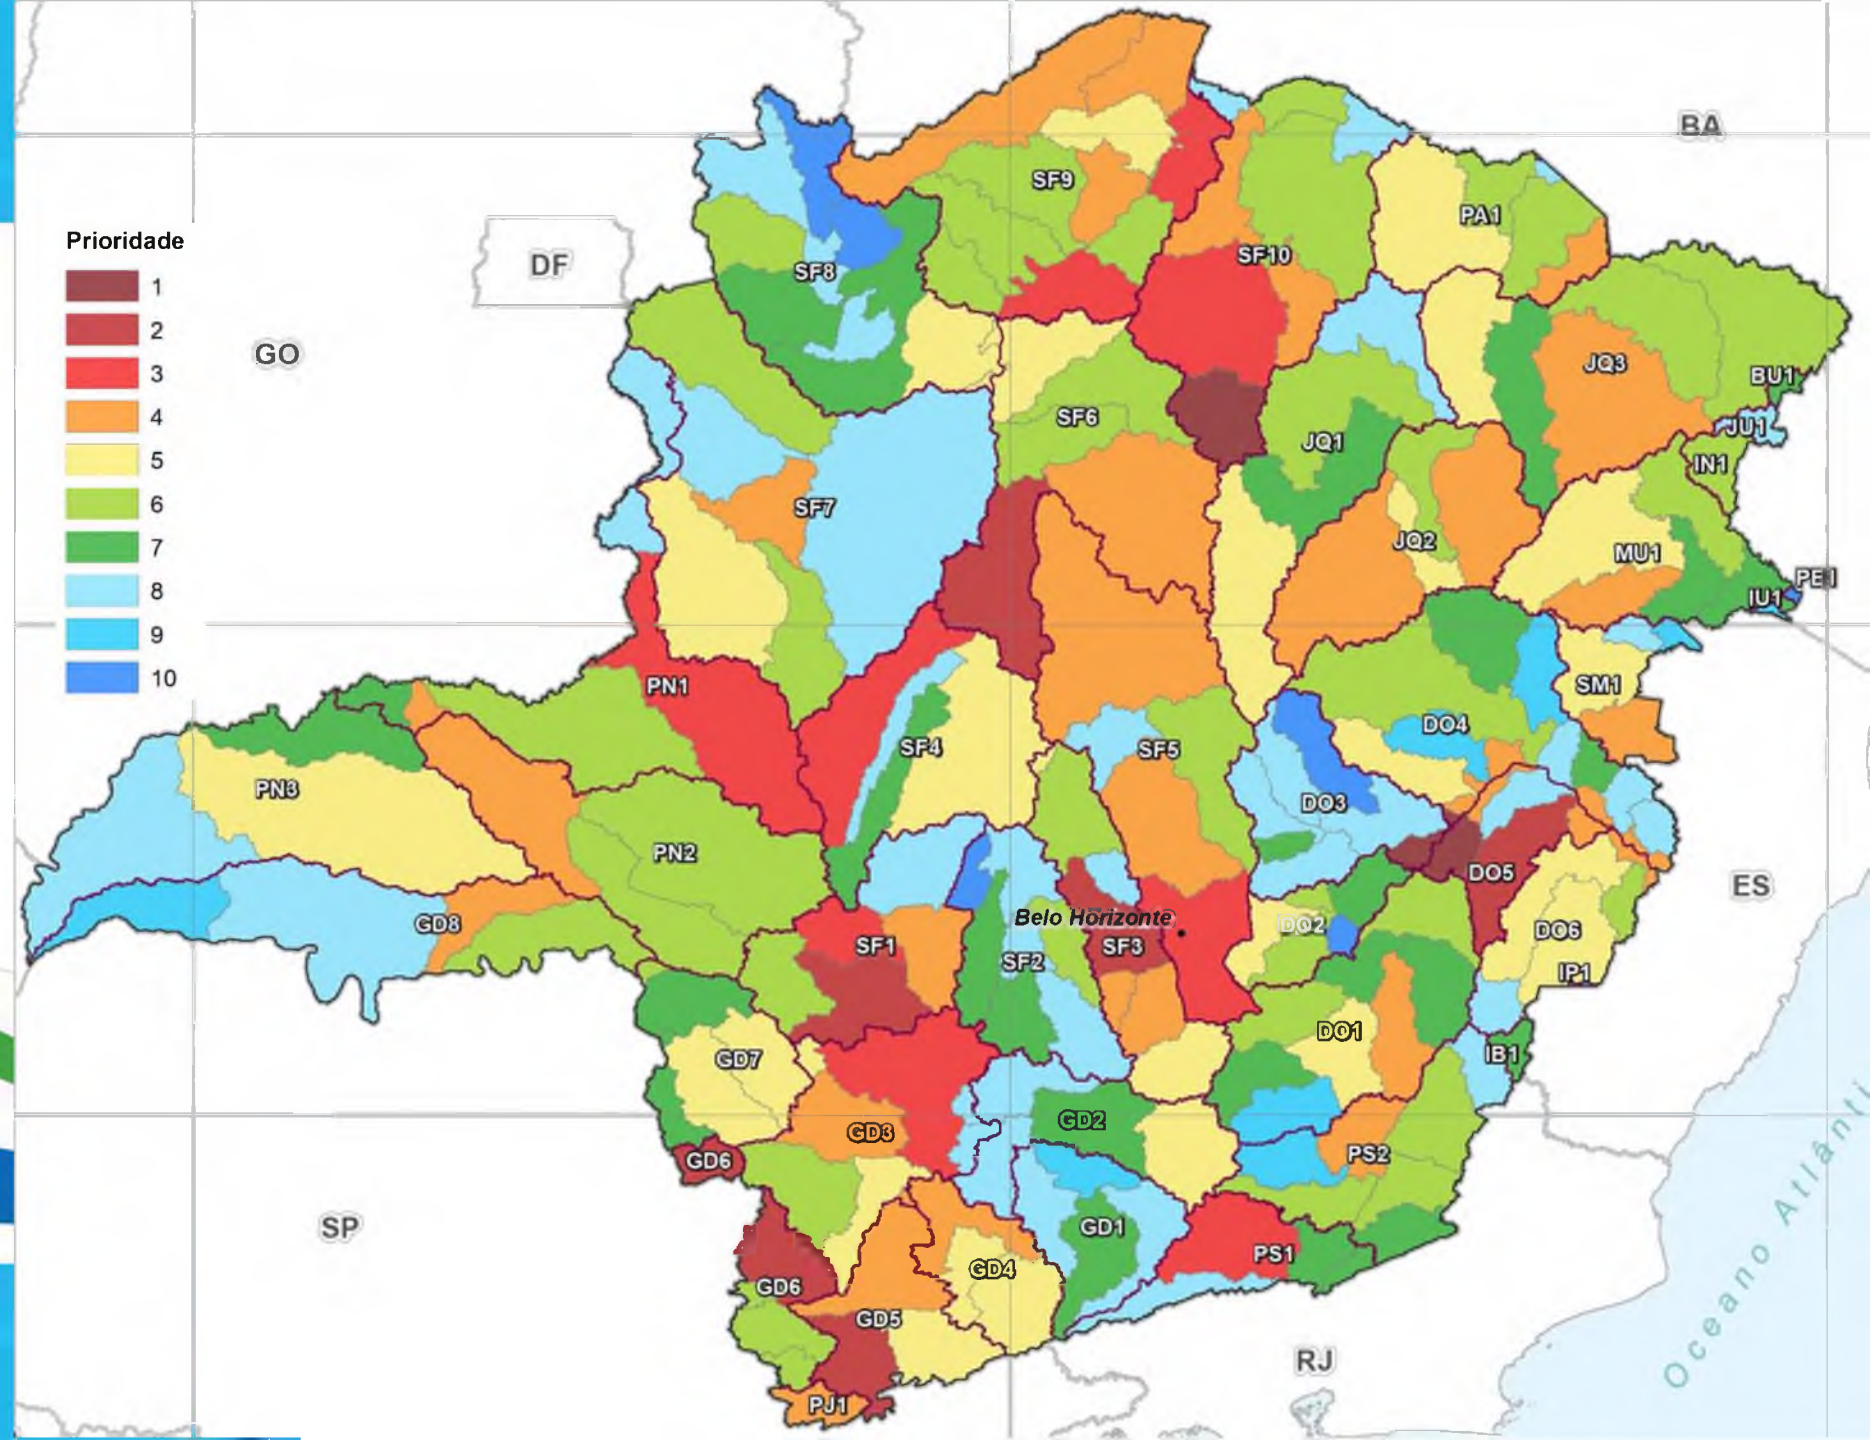 BA
SF9
PA1
Prioridade
SF10
DF
SF8
1
2
GO
3
JQ3
BU1
4
SF6
JU1
JQ1
5
IN1
6
SF7
JQ2
7
MU1
PE1
8
IU1
9
10
PN1
SM1
DO4
SF4
SF5
PN3
DO3
PN2
DO5
ES
Belo Horizonte
GD8
DO2
DO6
SF1
SF3
SF2
IP1
DO1
GD7
IB1
GD2
GD3
PS2
GD6
SP
GD1
PS1
GD4
GD6
GD5
RJ
PJ1
Oceano Atlânti